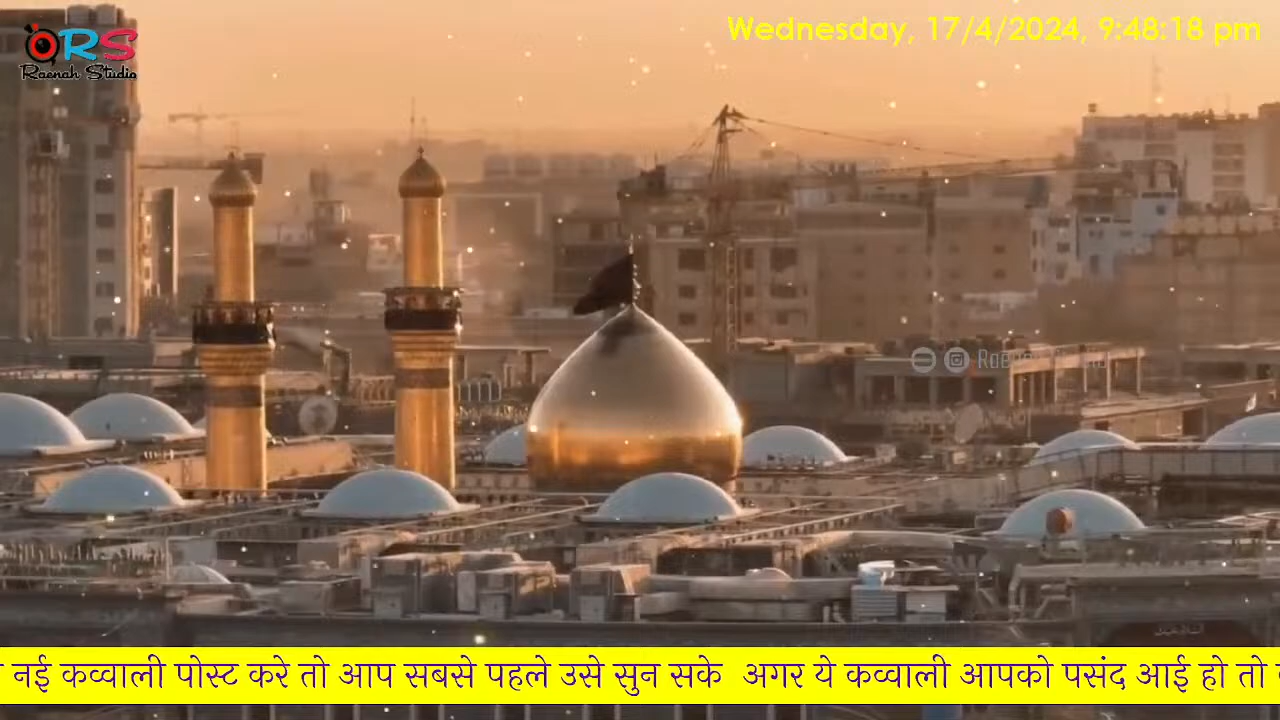 ORS
Raenah Studio
Wednesday, 17/4/2024, 9:48:18 pm
नई कव्वाली पोस्ट करे तो आप सबसे पहले उसे सुन सके अगर ये कव्वाली आपको पसंद आई हो तो